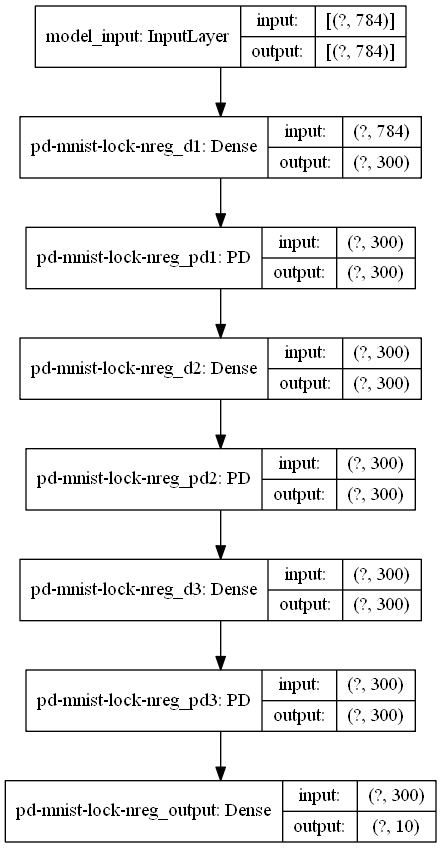 model_input: InputLayer
input: [(?, 784)]
output: [(?, 784)]
pd-mnist-lock-nreg_d1: Dense
input: (?, 784)
output: (?, 300)
pd-mnist-lock-nreg_pd1: PD
input: (?, 300)
output: (?, 300)
pd-mnist-lock-nreg_d2: Dense
input: (?, 300)
output: (?, 300)
pd-mnist-lock-nreg_pd2: PD
input: (?, 300)
output: (?, 300)
pd-mnist-lock-nreg_d3: Dense
input: (?, 300)
output: (?, 300)
pd-mnist-lock-nreg_pd3: PD
input: (?, 300)
output: (?, 300)
pd-mnist-lock-nreg_output: Dense
input: (?, 300)
output: (?, 10)